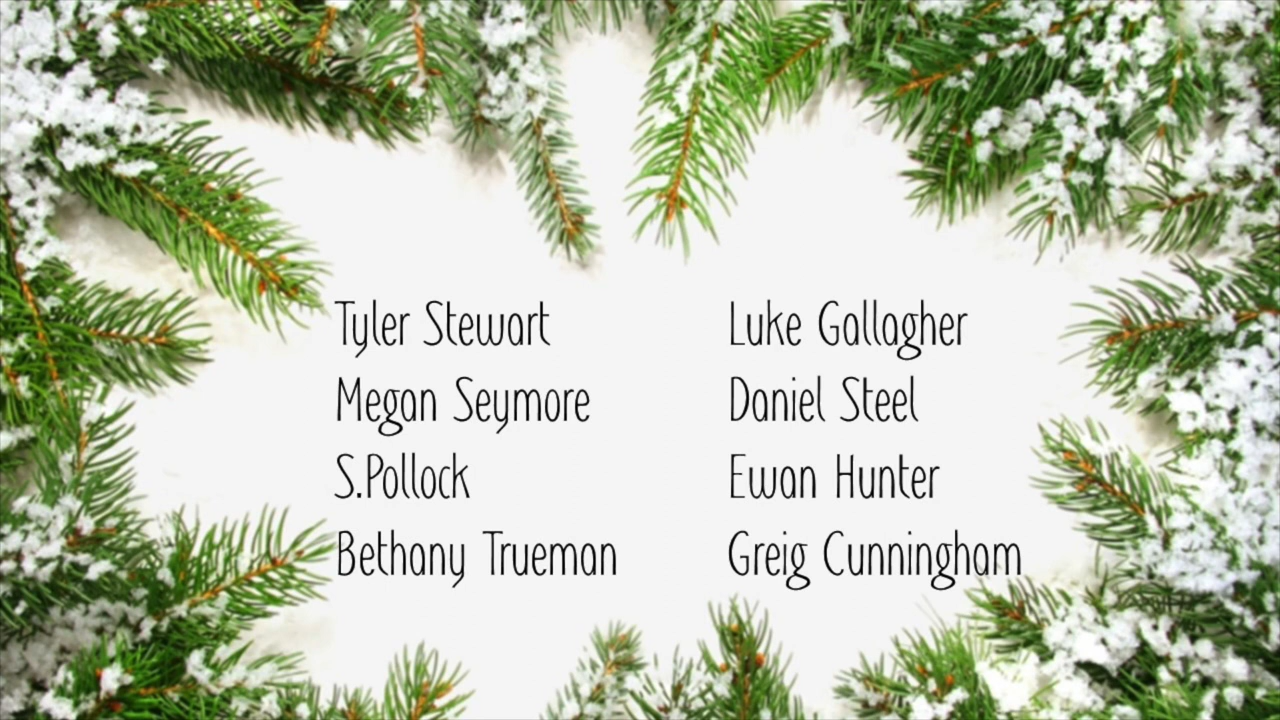 Tyler Stewart
Megan Seymore
S.Pollock
Bethany Trueman
Luke Gallagher
Daniel Steel
Ewan Hunter
Greig Cunningham